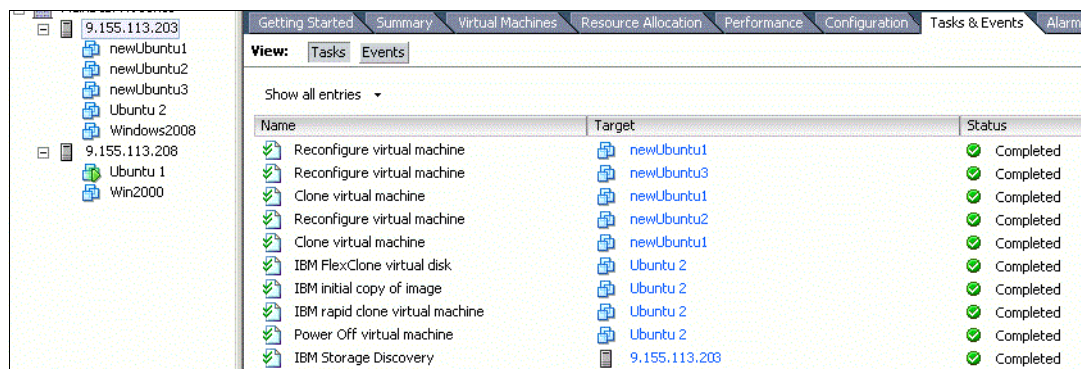 9.155.113.203
newUbuntu1
newUbuntu2
newUbuntu3
Ubuntu 2
Windows2008
9.155.113.208
Ubuntu 1
Win2000
Getting Started Summary Virtual Machines Resource Allocation Performance Configuration Tasks & Events Alarm
View: Tasks Events
Show all entries
Name Target Status
Reconfigure virtual machine newUbuntu1 Completed
Reconfigure virtual machine newUbuntu3 Completed
Clone virtual machine newUbuntu1 Completed
Reconfigure virtual machine newUbuntu2 Completed
Clone virtual machine newUbuntu1 Completed
IBM FlexClone virtual disk Ubuntu 2 Completed
IBM initial copy of image Ubuntu 2 Completed
IBM rapid clone virtual machine Ubuntu 2 Completed
Power Off virtual machine Ubuntu 2 Completed
IBM Storage Discovery 9.155.113.203 Completed